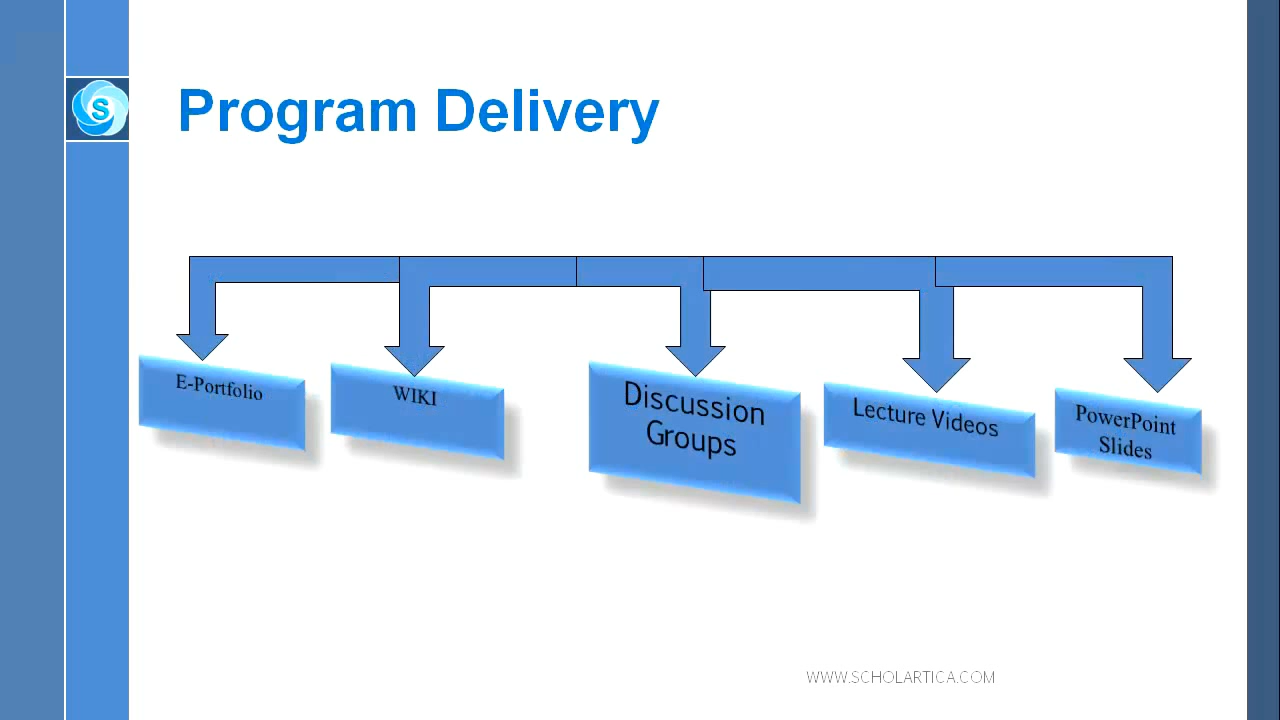 S
Program Delivery
E-Portfolio
WIKI
Discussion
Groups
Lecture Videos
PowerPoint
Slides
WWW.SCHOLARTICA.COM